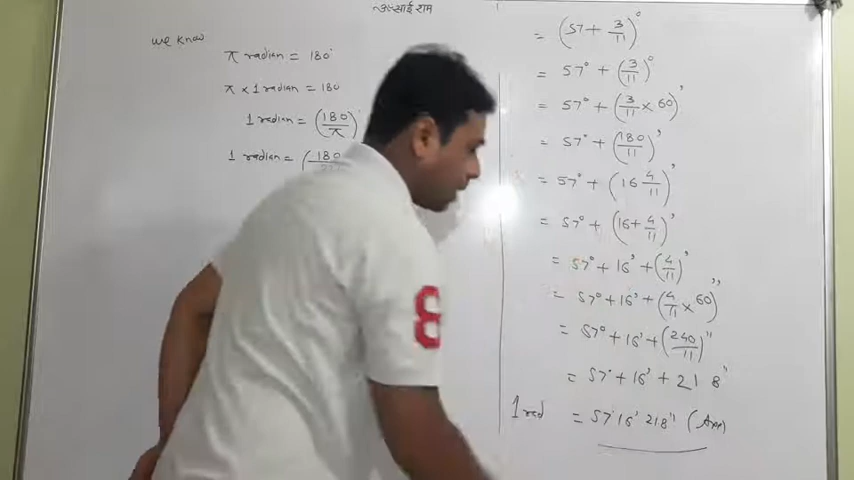 राम
we know
π radian = 180°
π × 1 radian = 180
1 radian = (180/π)°
1 radian = (180
= (57 + 3/11)°
= 57° + (3/11)°
= 57° + (3/11 × 60)'
= 57° + (180/11)'
= 57° + (16 4/11)'
= 57° + (16 + 4/11)'
= 57° + 16' + (4/11)'
= 57° + 16' + (4/11 × 60)''
= 57° + 16' + (240/11)''
= 57° + 16' + 21.8''
1 rad = 57° 16' 21.8'' (Ans)
8